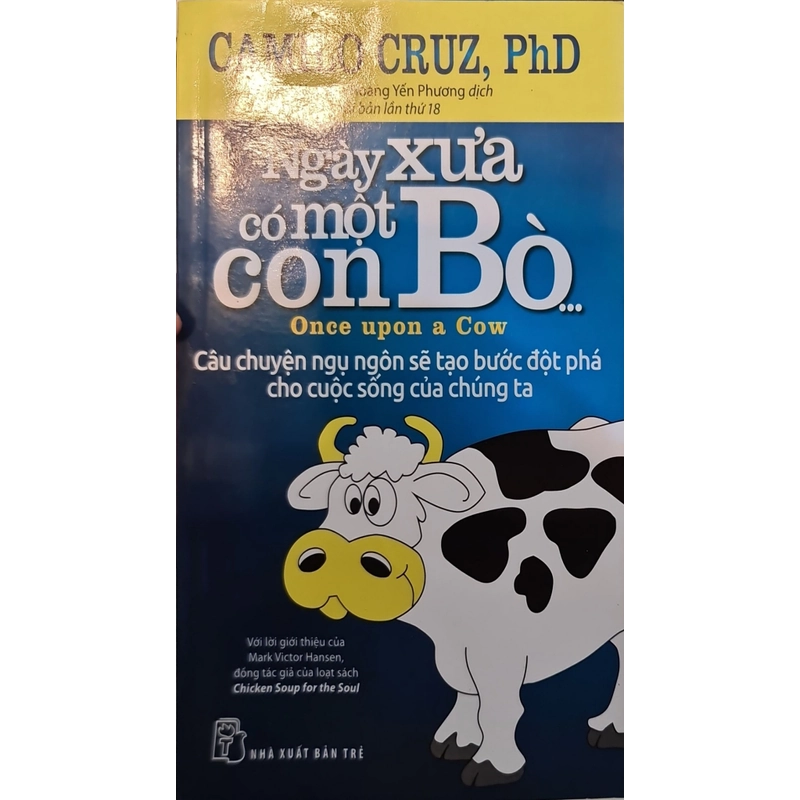 CAMILO CRUZ, PhD
Hoàng Yến Phương dịch
bản lần thứ 18
Ngày xưa
có một
con Bò...
Once upon a Cow
Câu chuyện ngụ ngôn sẽ tạo bước đột phá
cho cuộc sống của chúng ta
Với lời giới thiệu của
Mark Victor Hansen,
đồng tác giả của loạt sách
Chicken Soup for the Soul
NHÀ XUẤT BẢN TRẺ